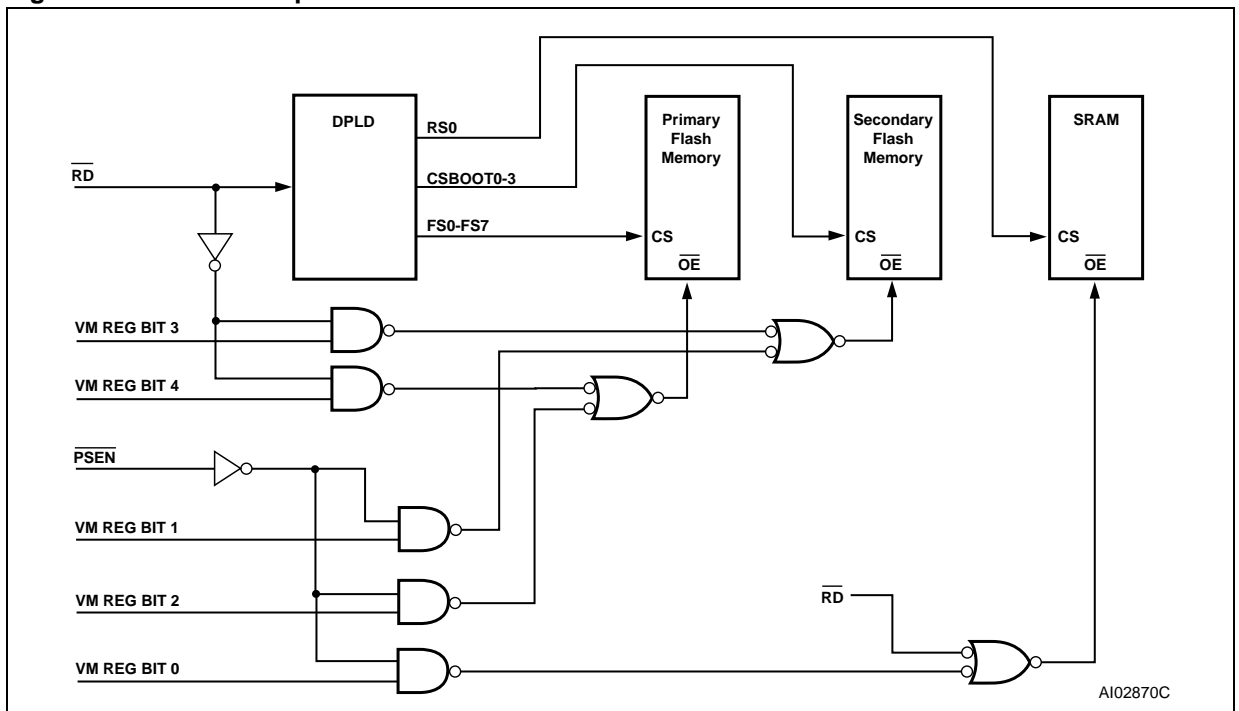 DPLD
RS0
CSBOOT0-3
FS0-FS7
Primary
Flash
Memory
CS
OE
Secondary
Flash
Memory
CS
OE
SRAM
CS
OE
RD
VM REG BIT 3
VM REG BIT 4
PSEN
VM REG BIT 1
VM REG BIT 2
VM REG BIT 0
RD
AI02870C